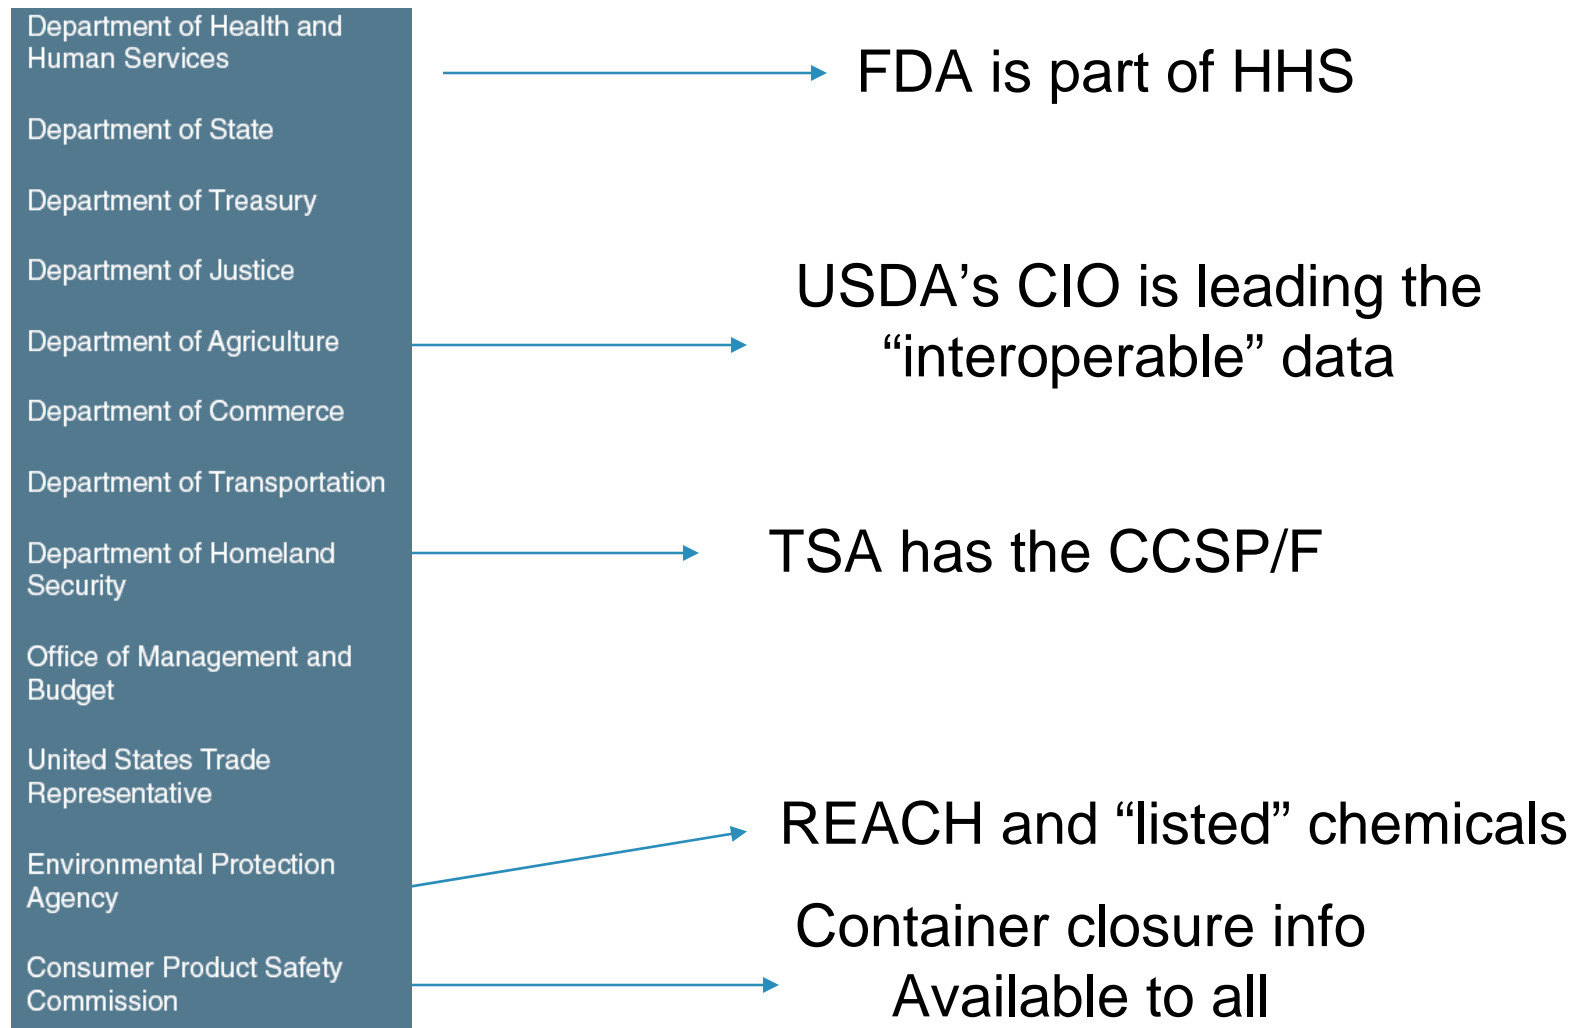 Department of Health and
Human Services
FDA is part of HHS
Department of State
Department of Treasury
Department of Justice
USDA’s CIO is leading the
“interoperable” data
Department of Agriculture
Department of Commerce
Department of Transportation
Department of Homeland
Security
TSA has the CCSP/F
Office of Management and
Budget
United States Trade
Representative
REACH and “listed” chemicals
Environmental Protection
Agency
Container closure info
Available to all
Consumer Product Safety
Commission